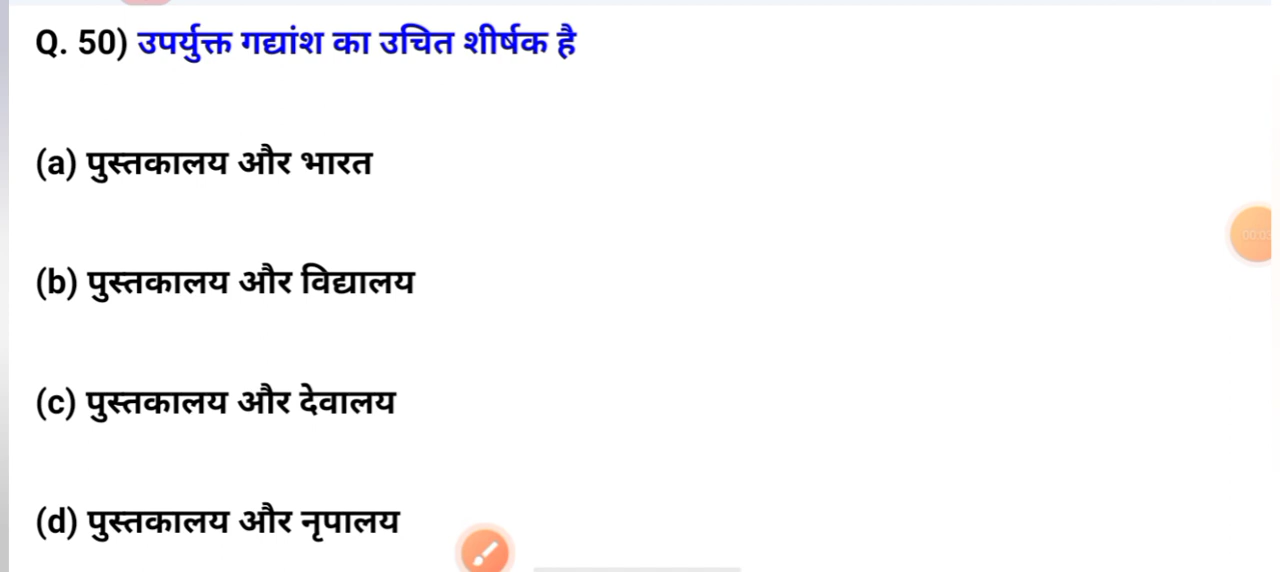 Q. 50) उपर्युक्त गद्यांश का उचित शीर्षक है
(a) पुस्तकालय और भारत
(b) पुस्तकालय और विद्यालय
(c) पुस्तकालय और देवालय
(d) पुस्तकालय और नृपालय